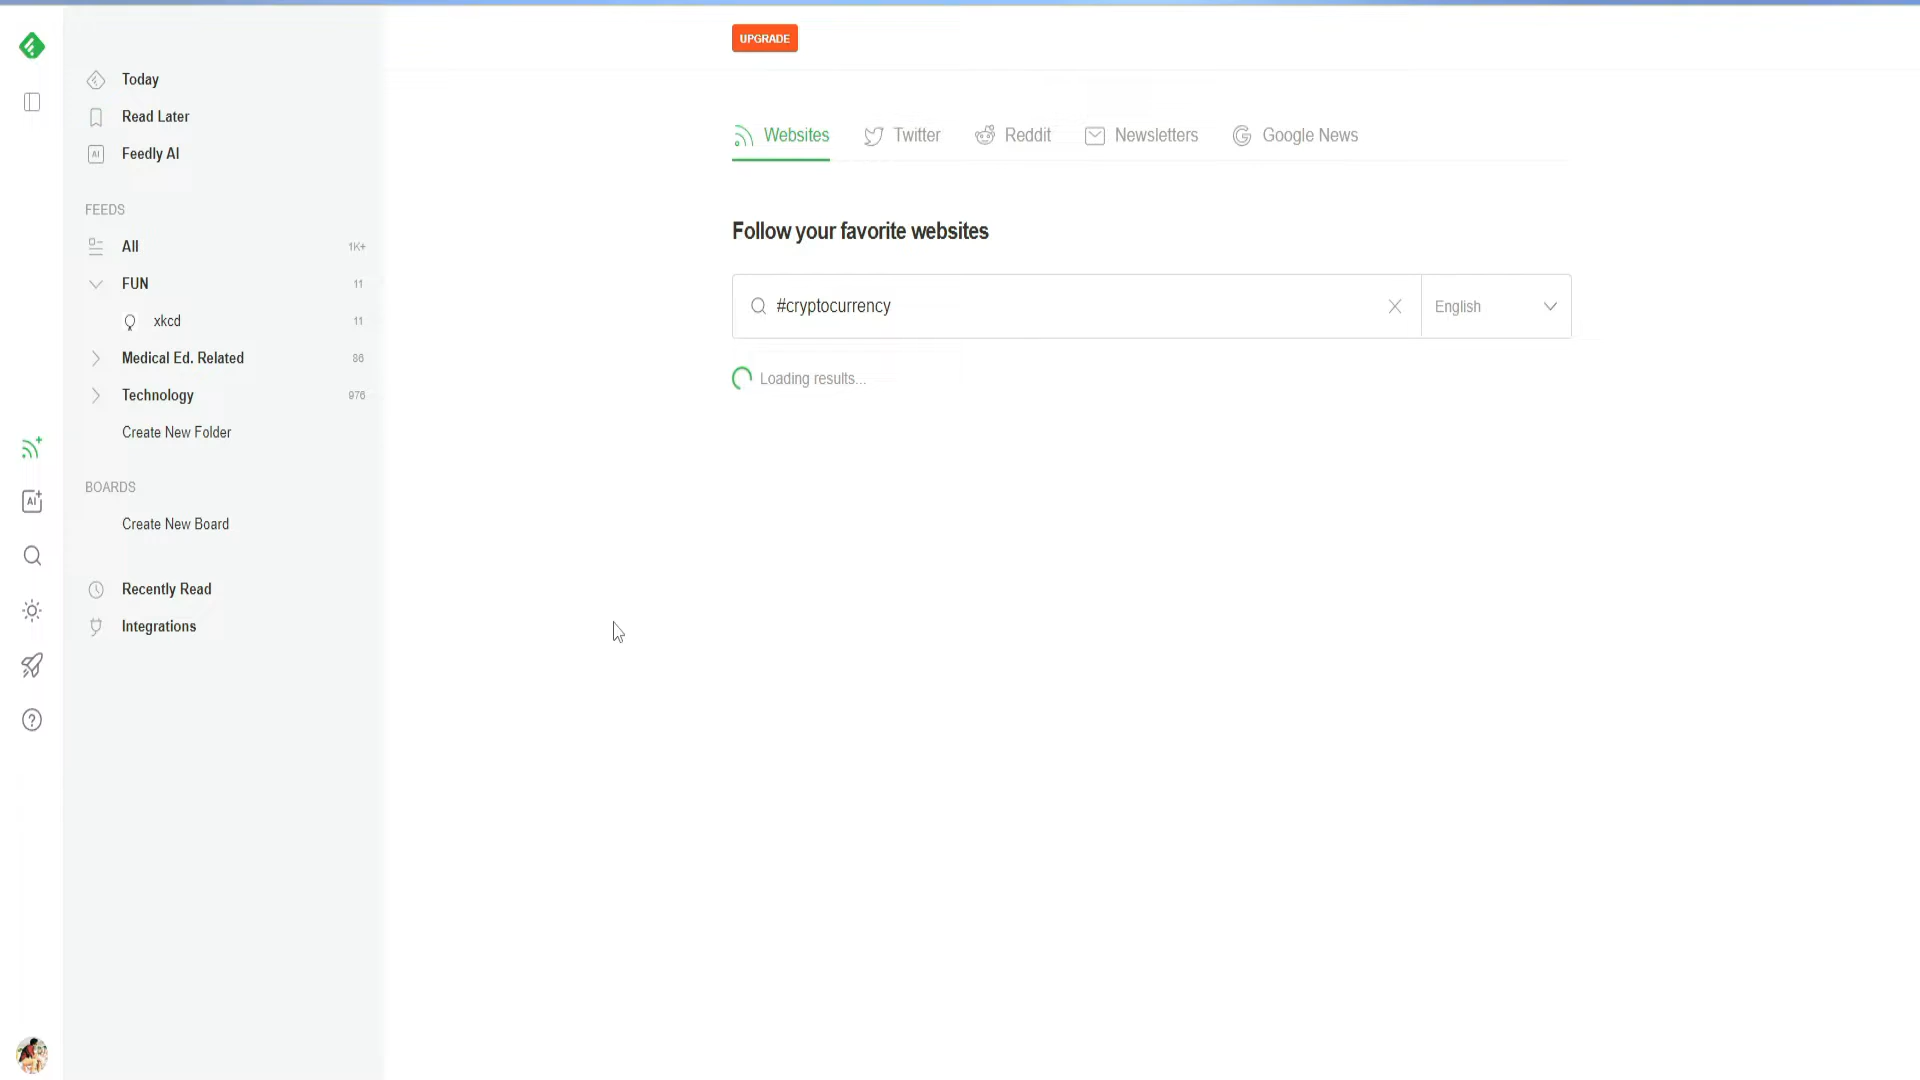 UPGRADE
Today
Read Later
AI Feedly AI
FEEDS
All 1K+
FUN 11
xkcd 11
Medical Ed. Related 86
Technology 976
Create New Folder
BOARDS
Create New Board
Recently Read
Integrations
AI
Websites Twitter Reddit Newsletters Google News
Follow your favorite websites
#cryptocurrency English
Loading results...